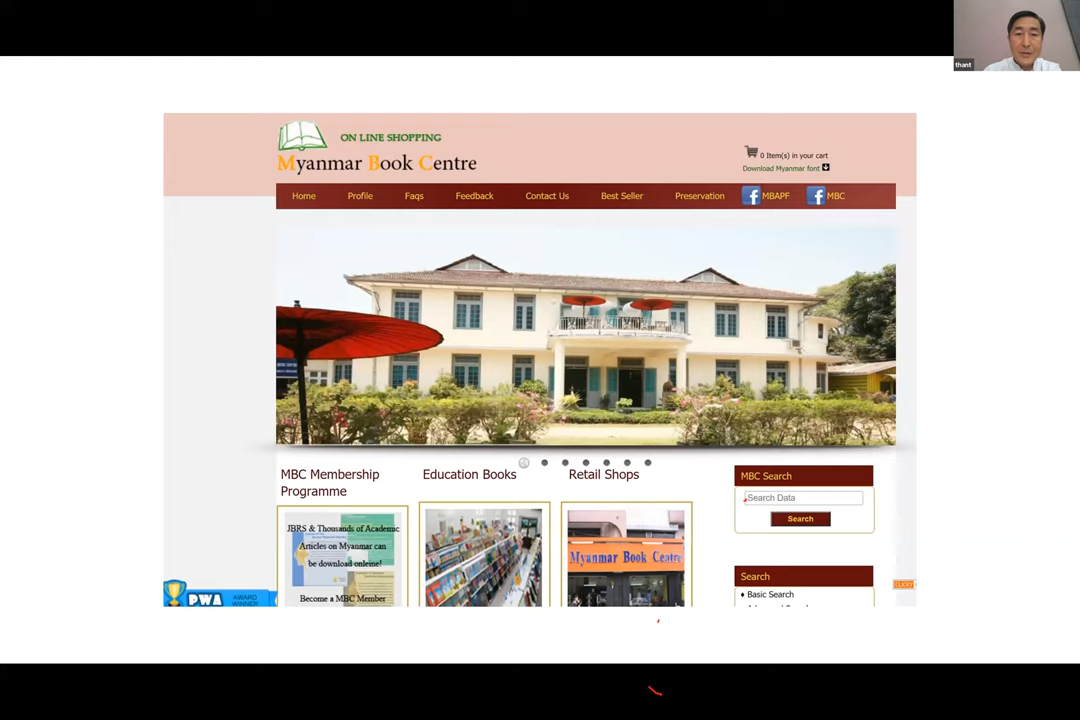 thant
ON LINE SHOPPING
Myanmar Book Centre
0 Item(s) in your cart
Download Myanmar font
Home Profile Faqs Feedback Contact Us Best Seller Preservation MBAPF MBC
MBC Membership Programme
JBRS & Thousands of Academic
Articles on Myanmar can
be download onleine!
Become a MBC Member
Education Books
Retail Shops
Myanmar Book Centre
MBC Search
Search Data
Search
Search
Basic Search
PWA AWARD
WINNER